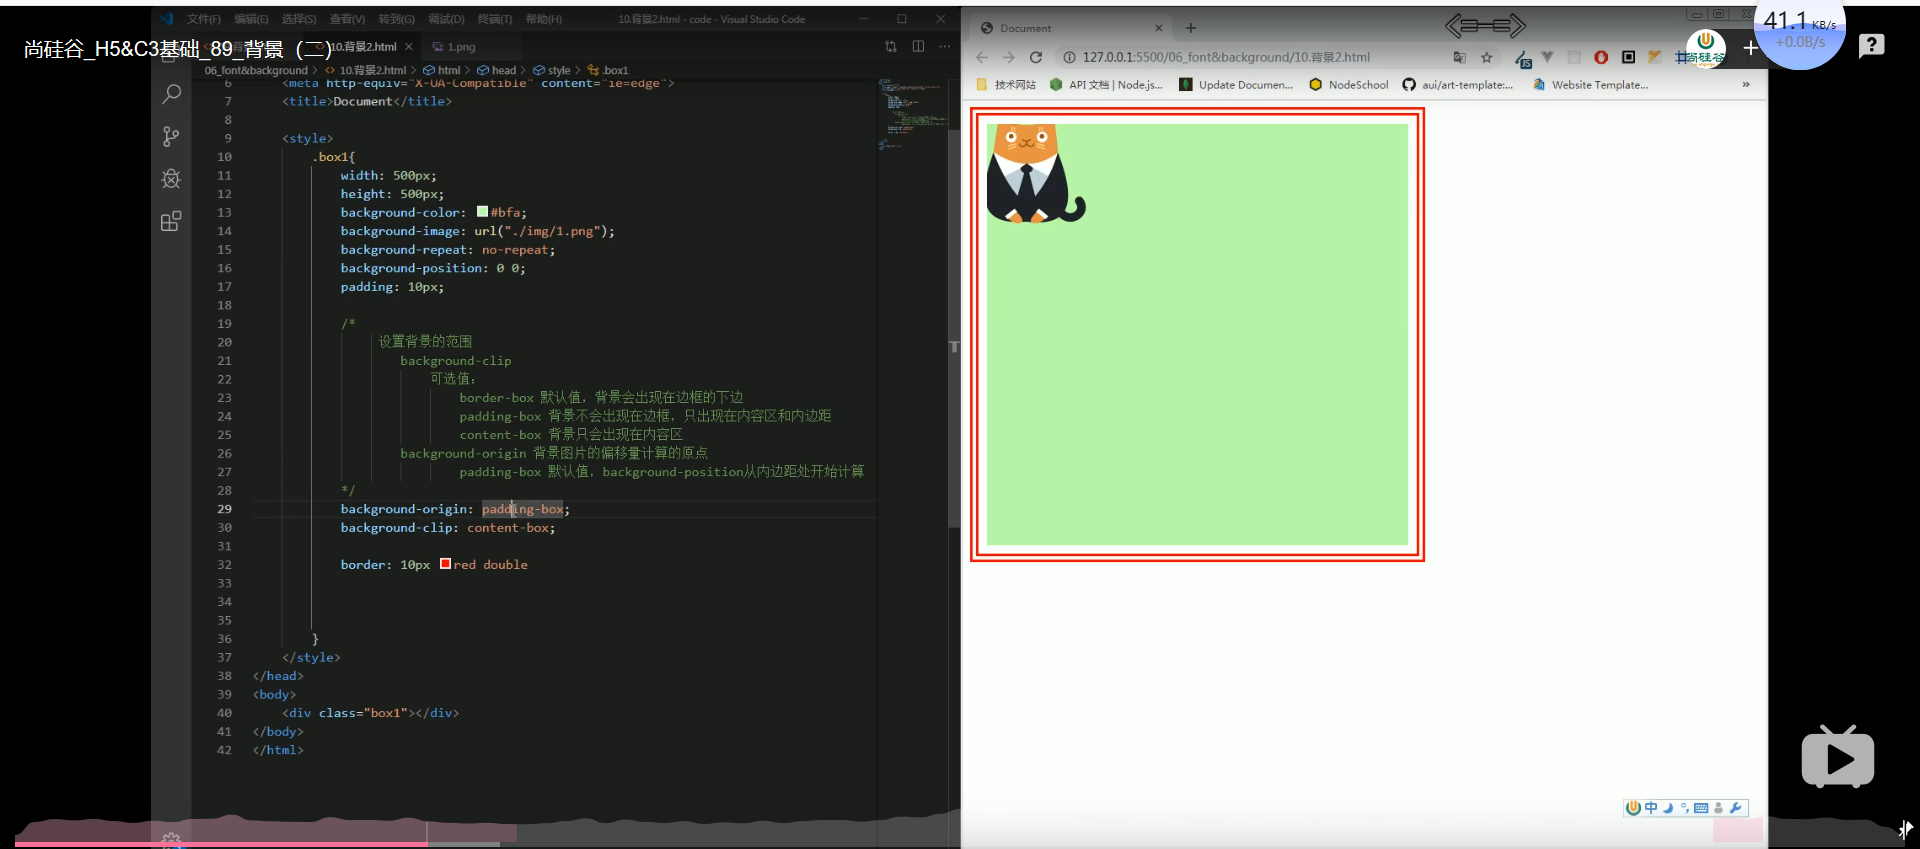 文件(F) 编辑(E) 选择(S) 查看(V) 转到(G) 调试(D) 终端(T) 帮助(H) 10.背景2.html - code - Visual Studio Code
尚硅谷_H5&C3基础_89_背景（二）
10.背景2.html 1.png
06_font&background > 10.背景2.html > html > head > style > .box1
6 <meta http-equiv="X-UA-Compatible" content="ie=edge">
7 <title>Document</title>
8
9 <style>
10 .box1{
11 width: 500px;
12 height: 500px;
13 background-color: #bfa;
14 background-image: url("./img/1.png");
15 background-repeat: no-repeat;
16 background-position: 0 0;
17 padding: 10px;
18
19 /*
20 设置背景的范围
21 background-clip
22 可选值：
23 border-box 默认值，背景会出现在边框的下边
24 padding-box 背景不会出现在边框，只出现在内容区和内边距
25 content-box 背景只会出现在内容区
26 background-origin 背景图片的偏移量计算的原点
27 padding-box 默认值，background-position从内边距处开始计算
28 */
29 background-origin: padding-box;
30 background-clip: content-box;
31
32 border: 10px red double
33
34
35
36 }
37 </style>
38 </head>
39 <body>
40 <div class="box1"></div>
41 </body>
42 </html>
Document
127.0.0.1:5500/06_font&background/10.背景2.html
技术网站 API 文档 | Node.js... Update Documen... NodeSchool aui/art-template:... Website Template... »
尚硅谷
41.1 KB/s
+0.0B/s
中